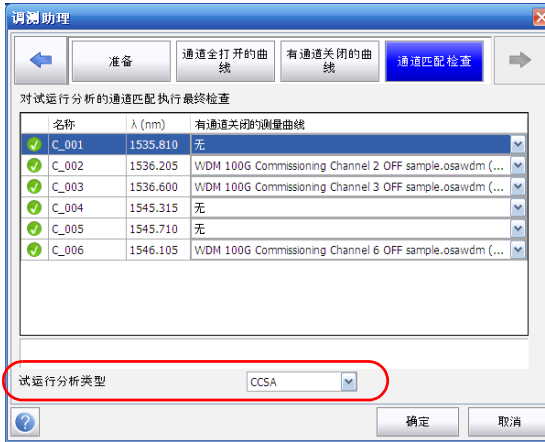 调测助理
准备
通道全打开的曲线
有通道关闭的曲线
通道匹配检查
对试运行分析的通道匹配执行最终检查
名称 λ (nm) 有通道关闭的测量曲线
C_001 1535.810 无
C_002 1536.205 WDM 100G Commissioning Channel 2 OFF sample.osawdm (...
C_003 1536.600 WDM 100G Commissioning Channel 3 OFF sample.osawdm (...
C_004 1545.315 无
C_005 1545.710 无
C_006 1546.105 WDM 100G Commissioning Channel 6 OFF sample.osawdm (...
试运行分析类型 CCSA
确定 取消